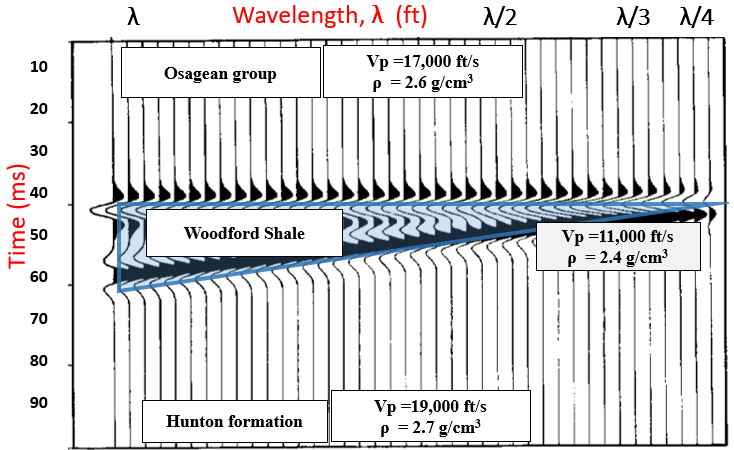 λ
Wavelength, λ (ft)
λ/2
λ/3
λ/4
10
20
30
40
50
60
70
80
90
Time (ms)
Osagean group
Vp =17,000 ft/s
ρ = 2.6 g/cm³
Woodford Shale
Vp =11,000 ft/s
ρ = 2.4 g/cm³
Hunton formation
Vp =19,000 ft/s
ρ = 2.7 g/cm³